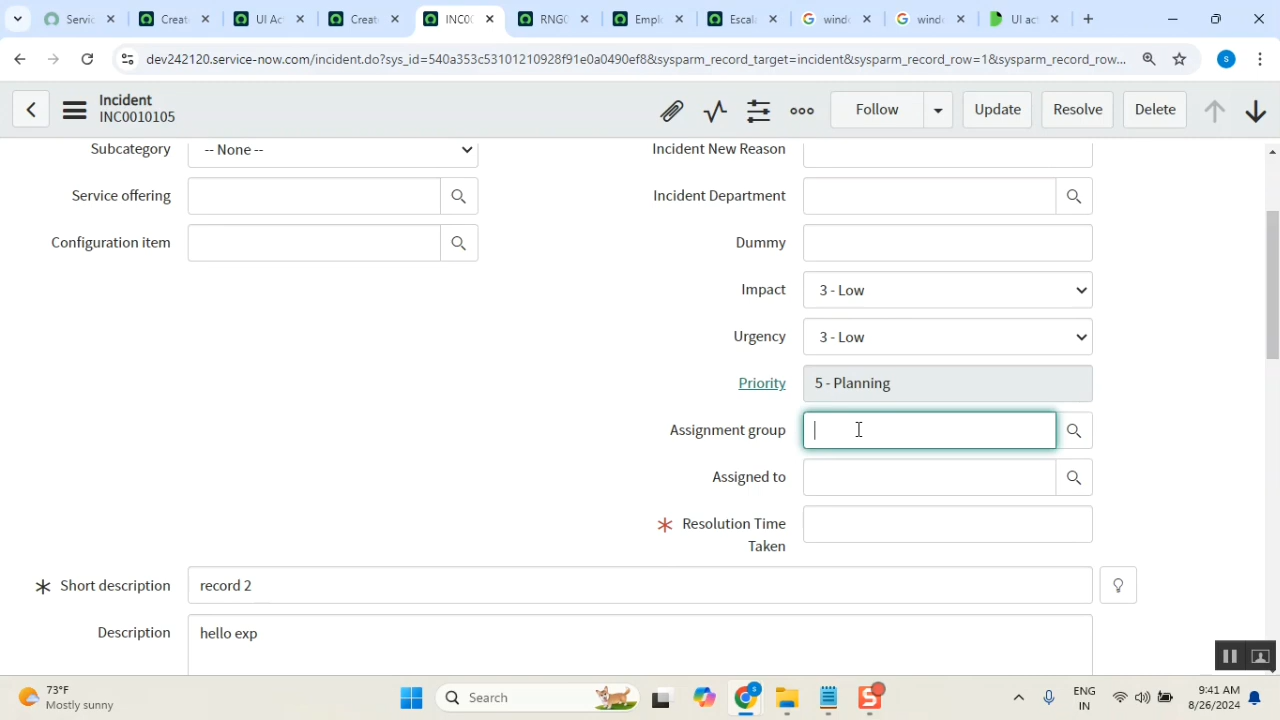 Servic
Creat
UI Ac
Creat
INC0(
RNG0
Empl
Escal
winde
windo
UI act
dev242120.service-now.com/incident.do?sys_id=540a353c53101210928f91e0a0490ef8&sysparm_record_target=incident&sysparm_record_row=1&sysparm_record_row...
S
Incident
INC0010105
Follow
Update
Resolve
Delete
Subcategory
-- None --
Incident New Reason
Service offering
Incident Department
Configuration item
Dummy
Impact
3 - Low
Urgency
3 - Low
Priority
5 - Planning
Assignment group
Assigned to
Resolution Time
Taken
Short description
record 2
Description
hello exp
73°F
Mostly sunny
Search
ENG
IN
9:41 AM
8/26/2024